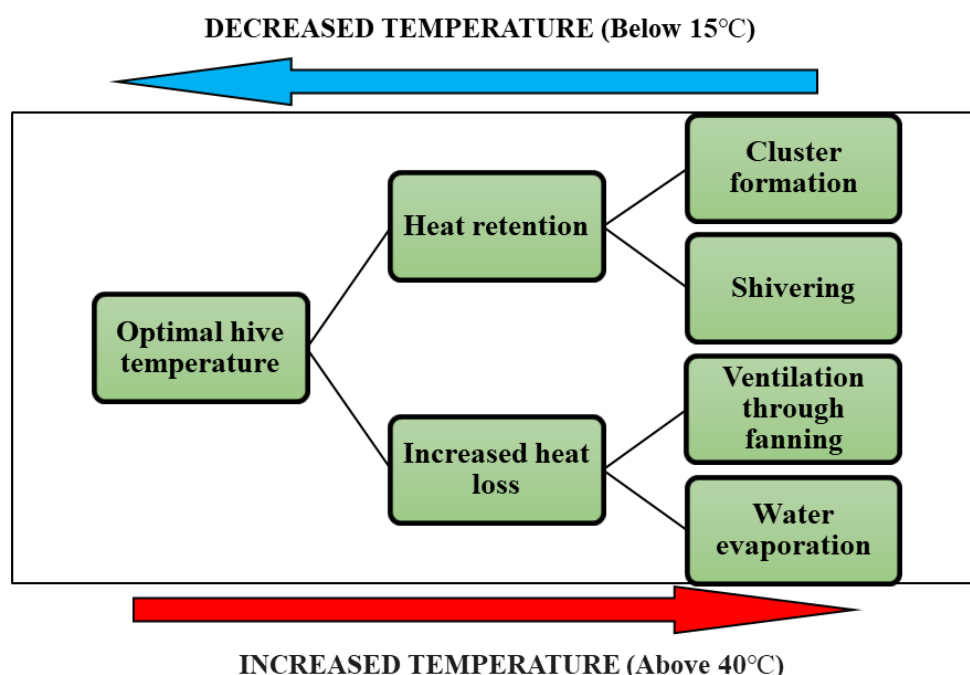 DECREASED TEMPERATURE (Below 15℃)
Cluster
formation
Heat retention
Shivering
Optimal hive
temperature
Ventilation
through
fanning
Increased heat
loss
Water
evaporation
INCREASED TEMPERATURE (Above 40℃)